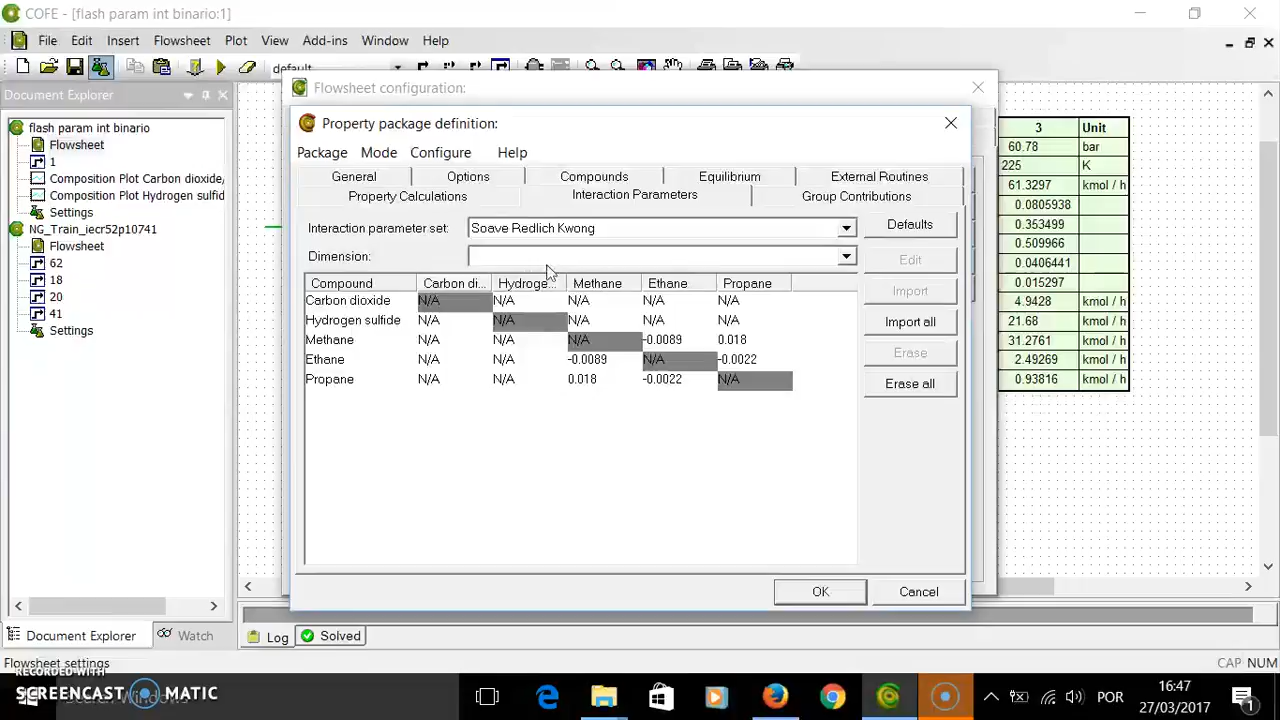 COFE - [flash param int binario:1]
File Edit Insert Flowsheet Plot View Add-ins Window Help
default
Document Explorer
flash param int binario
Flowsheet
1
Composition Plot Carbon dioxide,
Composition Plot Hydrogen sulfid
Settings
NG_Train_iecr52p10741
Flowsheet
62
18
20
41
Settings
Document Explorer Watch
Flowsheet configuration:
Property package definition:
Package Mode Configure Help
General Options Compounds Equilibrium External Routines
Property Calculations Interaction Parameters Group Contributions
Interaction parameter set: Soave Redlich Kwong Defaults
Dimension: Edit
Import
Import all
Erase
Erase all
Compound Carbon di... Hydroge... Methane Ethane Propane
Carbon dioxide N/A N/A N/A N/A N/A
Hydrogen sulfide N/A N/A N/A N/A N/A
Methane N/A N/A N/A -0.0089 0.018
Ethane N/A N/A -0.0089 N/A -0.0022
Propane N/A N/A 0.018 -0.0022 N/A
OK Cancel
3 Unit
60.78 bar
225 K
61.3297 kmol / h
0.0805938
0.353499
0.509966
0.0406441
0.015297
4.9428 kmol / h
21.68 kmol / h
31.2761 kmol / h
2.49269 kmol / h
0.93816 kmol / h
Log Solved
Flowsheet settings CAP NUM
RECORDED WITH
SCREENCAST MATIC
Search Windows
POR
16:47
27/03/2017
1